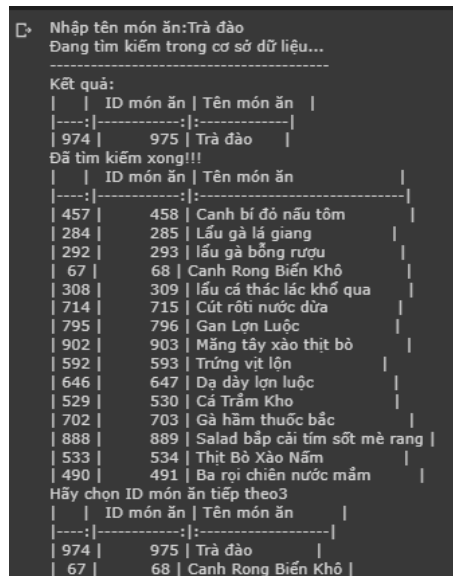 Nhập tên món ăn:Trà đào
Đang tìm kiếm trong cơ sở dữ liệu...
----------------------------------------
Kết quả:
|    |   ID món ăn | Tên món ăn   |
|----:|------------:|:-------------|
| 974 |         975 | Trà đào      |
Đã tìm kiếm xong!!!
|    |   ID món ăn | Tên món ăn                    |
|----:|------------:|:------------------------------|
| 457 |         458 | Canh bí đỏ nấu tôm            |
| 284 |         285 | Lẩu gà lá giang               |
| 292 |         293 | lẩu gà bỗng rượu              |
|  67 |          68 | Canh Rong Biển Khô            |
| 308 |         309 | lẩu cá thác lác khổ qua       |
| 714 |         715 | Cút rôti nước dừa             |
| 795 |         796 | Gan Lợn Luộc                  |
| 902 |         903 | Măng tây xào thịt bò          |
| 592 |         593 | Trứng vịt lộn                 |
| 646 |         647 | Dạ dày lợn luộc               |
| 529 |         530 | Cá Trắm Kho                   |
| 702 |         703 | Gà hầm thuốc bắc              |
| 888 |         889 | Salad bắp cải tím sốt mè rang |
| 533 |         534 | Thịt Bò Xào Nấm               |
| 490 |         491 | Ba rọi chiên nước mắm         |
Hãy chọn ID món ăn tiếp theo3
|    |   ID món ăn | Tên món ăn         |
|----:|------------:|:-------------------|
| 974 |         975 | Trà đào            |
|  67 |          68 | Canh Rong Biển Khô |